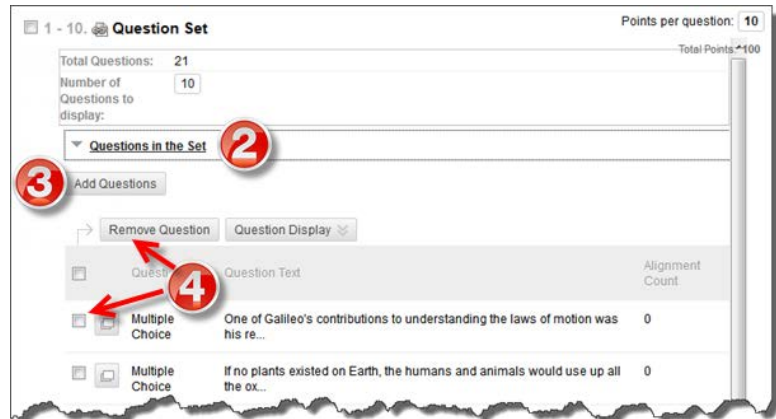 1 - 10. Question Set
Points per question: 10
Total Points: 100
Total Questions: 21
Number of
Questions to
display:
10
Questions in the Set
2
3
Add Questions
Remove Question
Question Display
4
Question Text
Alignment
Count
Multiple
Choice
One of Galileo's contributions to understanding the laws of motion was
his re...
0
Multiple
Choice
If no plants existed on Earth, the humans and animals would use up all
the ox...
0